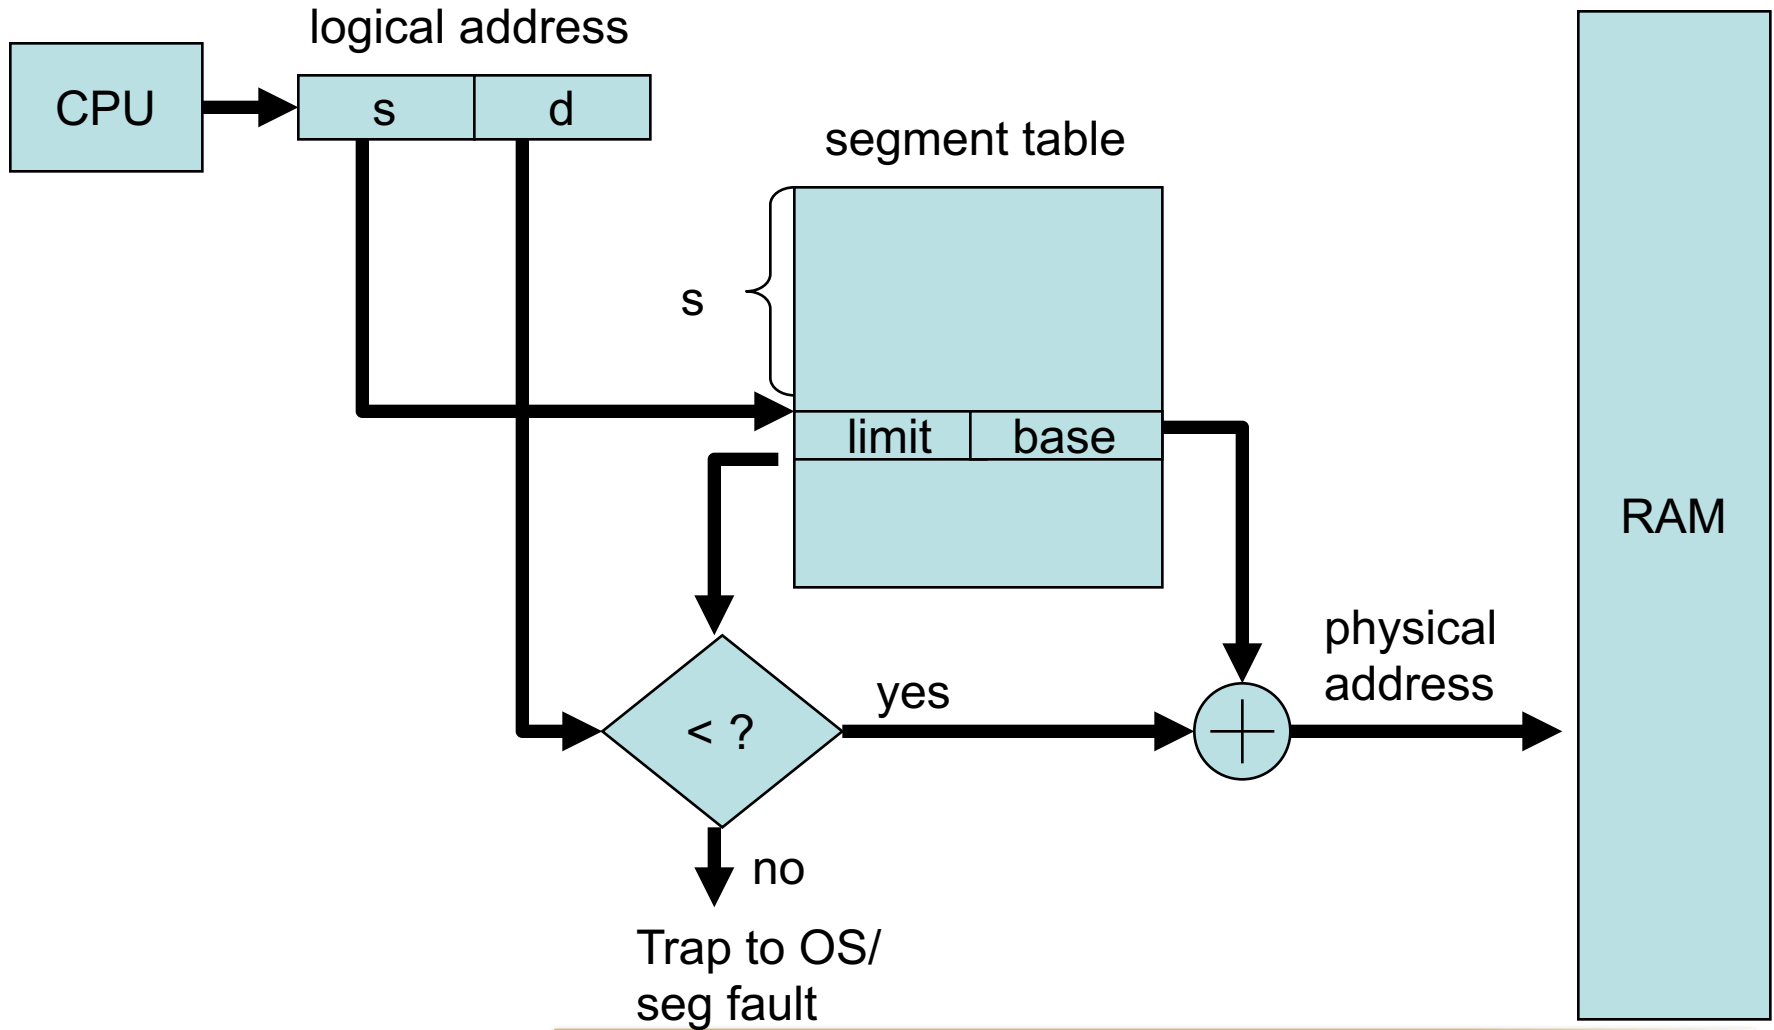 logical address
CPU
s
d
segment table
s
limit
base
RAM
physical
address
yes
< ?
no
Trap to OS/
seg fault